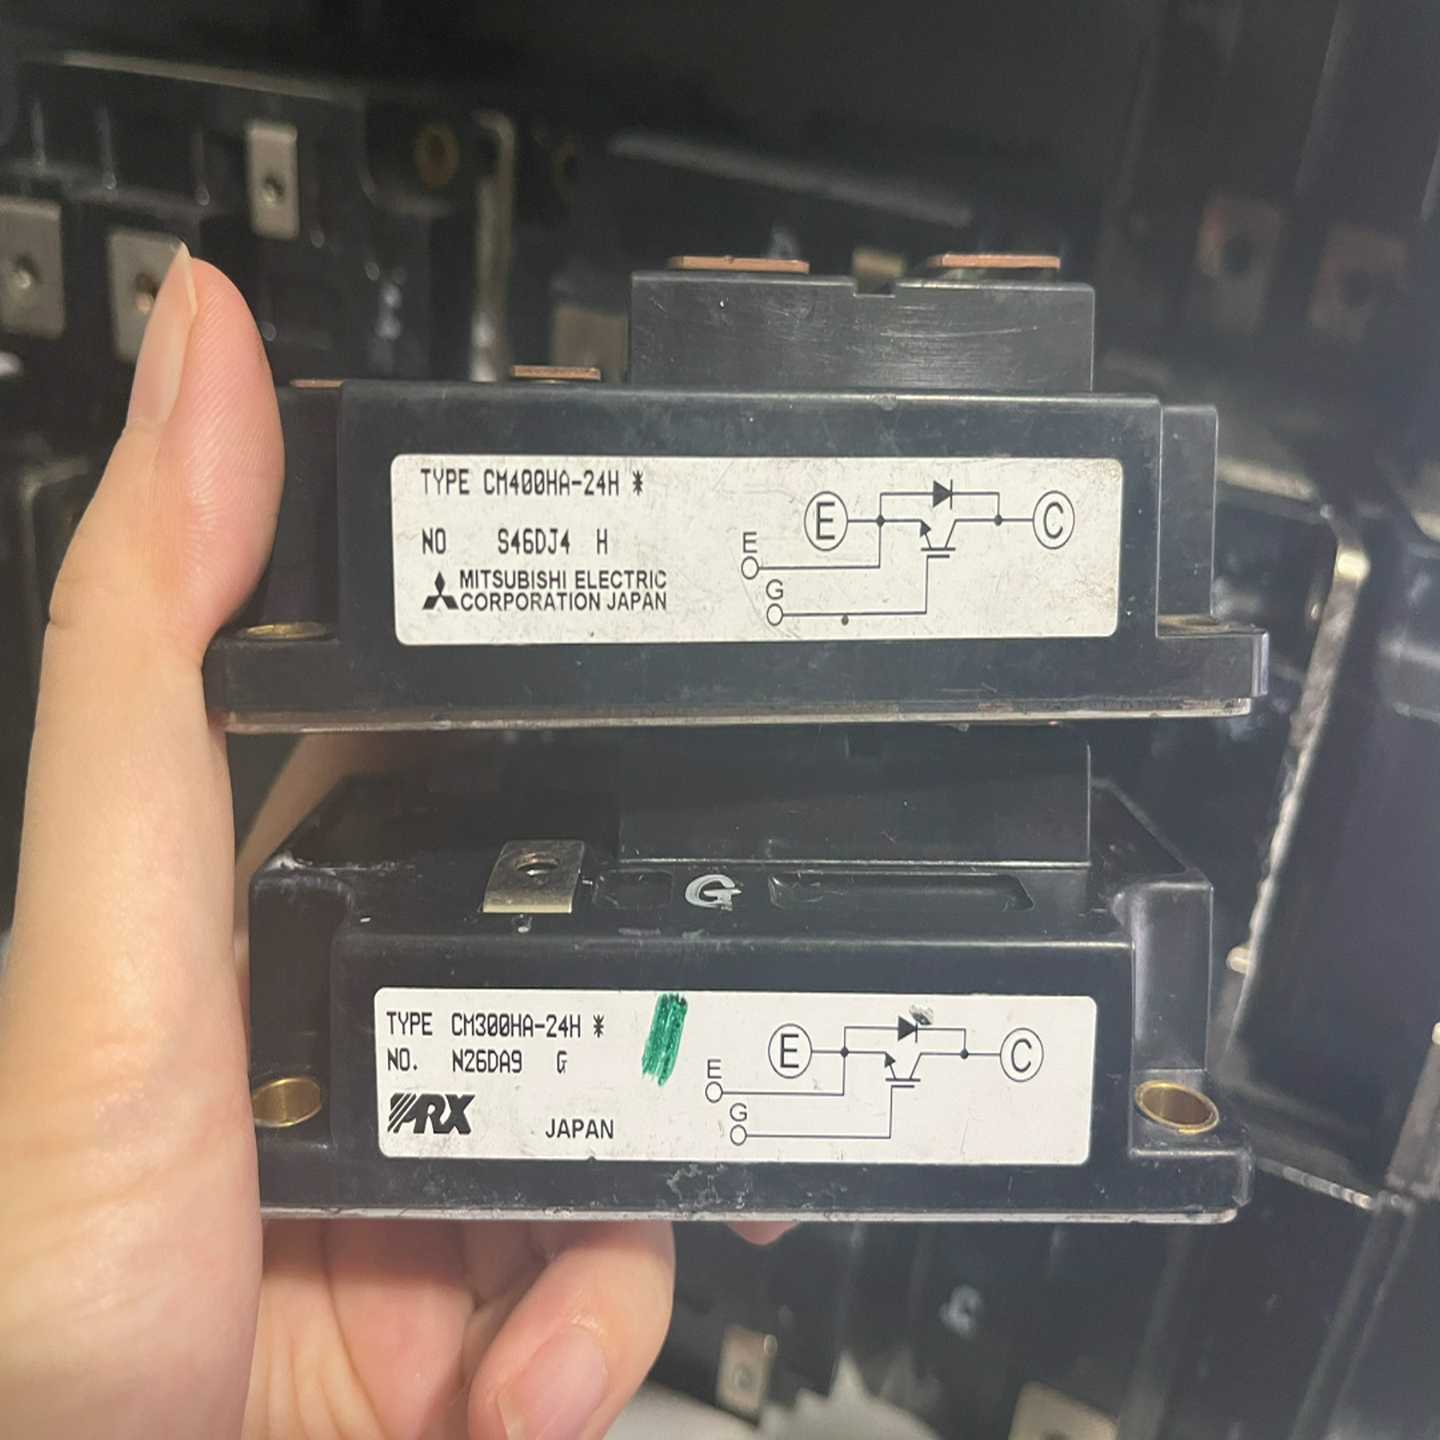 TYPE CM400HA-24H *
NO S46DJ4 H
MITSUBISHI ELECTRIC
CORPORATION JAPAN
E
C
E
G
G
TYPE CM300HA-24H *
NO. N26DA9 G
PRX
JAPAN
E
C
E
G